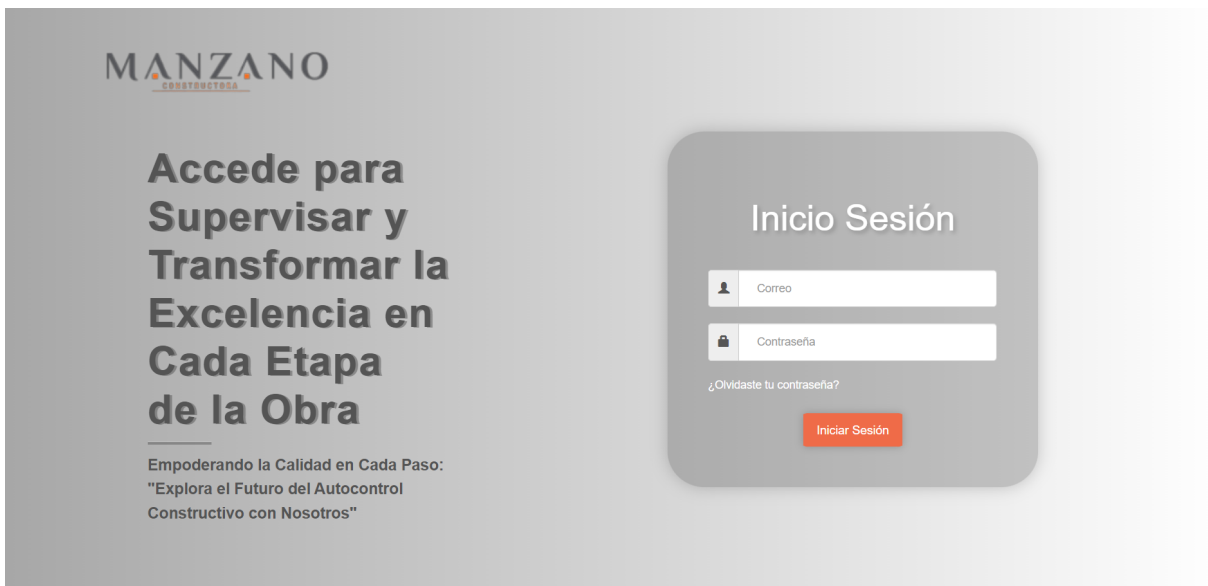 MANZANO
CONSTRUCTORA
Accede para
Supervisar y
Transformar la
Excelencia en
Cada Etapa
de la Obra
Empoderando la Calidad en Cada Paso:
"Explora el Futuro del Autocontrol
Constructivo con Nosotros"
Inicio Sesión
Correo
Contraseña
¿Olvidaste tu contraseña?
Iniciar Sesión